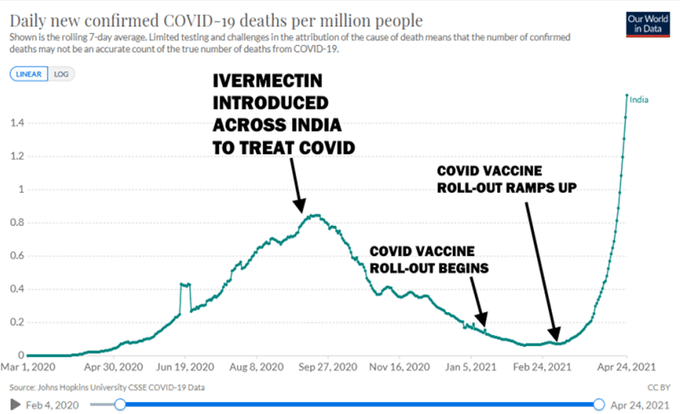 Daily new confirmed COVID-19 deaths per million people
Shown is the rolling 7-day average. Limited testing and challenges in the attribution of the cause of death means that the number of confirmed
deaths may not be an accurate count of the true number of deaths from COVID-19.
Our World
in Data
LINEAR LOG
IVERMECTIN
INTRODUCED
ACROSS INDIA
TO TREAT COVID
India
1.4
1.2
COVID VACCINE
ROLL-OUT RAMPS UP
1
0.8
COVID VACCINE
ROLL-OUT BEGINS
0.6
0.4
0.2
0
Mar 1, 2020 Apr 30, 2020 Jun 19, 2020 Aug 8, 2020 Sep 27, 2020 Nov 16, 2020 Jan 5, 2021 Feb 24, 2021 Apr 24, 2021
Source: Johns Hopkins University CSSE COVID-19 Data CC BY
Feb 4, 2020 Apr 24, 2021